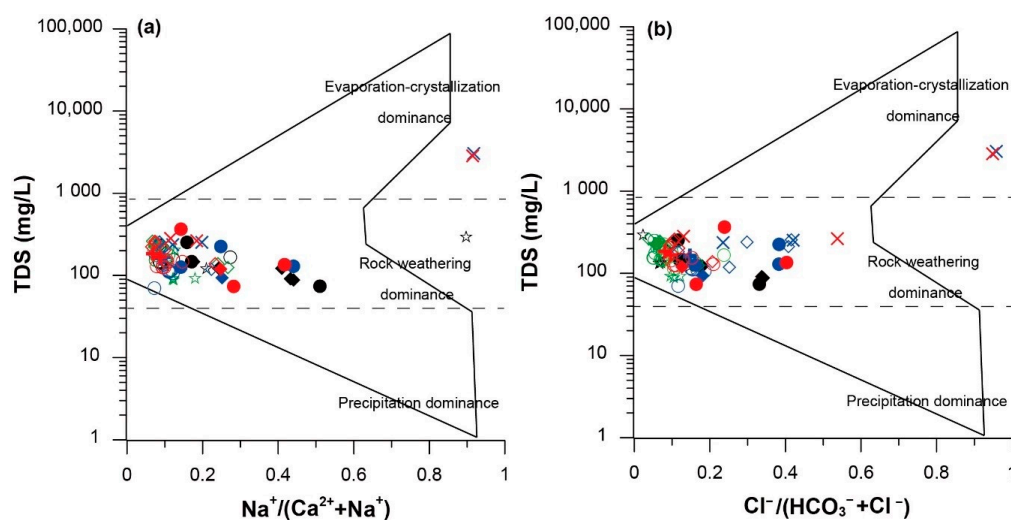 (a)
TDS (mg/L)
100,000
10,000
1 000
100
10
1
Evaporation-crystallization
dominance
Rock weathering
dominance
Precipitation dominance
0 0.2 0.4 0.6 0.8 1
Na⁺/(Ca²⁺+Na⁺)
(b)
TDS (mg/L)
100,000
10,000
1 000
100
10
1
Evaporation-crystallization
dominance
Rock weathering
dominance
Precipitation dominance
0 0.2 0.4 0.6 0.8 1
Cl⁻/(HCO₃⁻+Cl⁻)